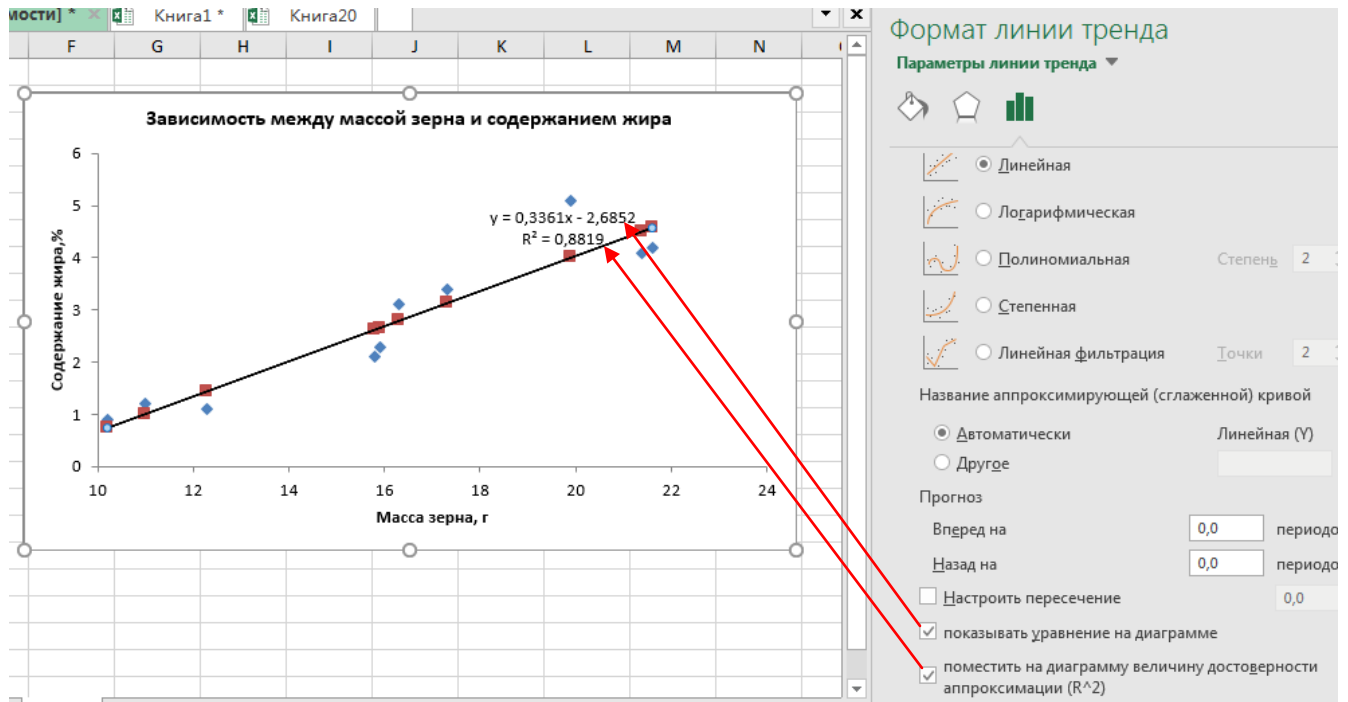 мости] * Книга1 * Книга20
F G H I J K L M N
Зависимость между массой зерна и содержанием жира
6
5
4
3
2
1
0
Содержание жира,%
y = 0,3361x - 2,6852
R² = 0,8819
10 12 14 16 18 20 22 24
Масса зерна, г
Формат линии тренда
Параметры линии тренда
Линейная
Логарифмическая
Полиномиальная Степень 2
Степенная
Линейная фильтрация Точки 2
Название аппроксимирующей (сглаженной) кривой
Автоматически Линейная (Y)
Другое
Прогноз
Вперед на 0,0 периодо
Назад на 0,0 периодо
Настроить пересечение 0,0
показывать уравнение на диаграмме
поместить на диаграмму величину достоверности
аппроксимации (R^2)